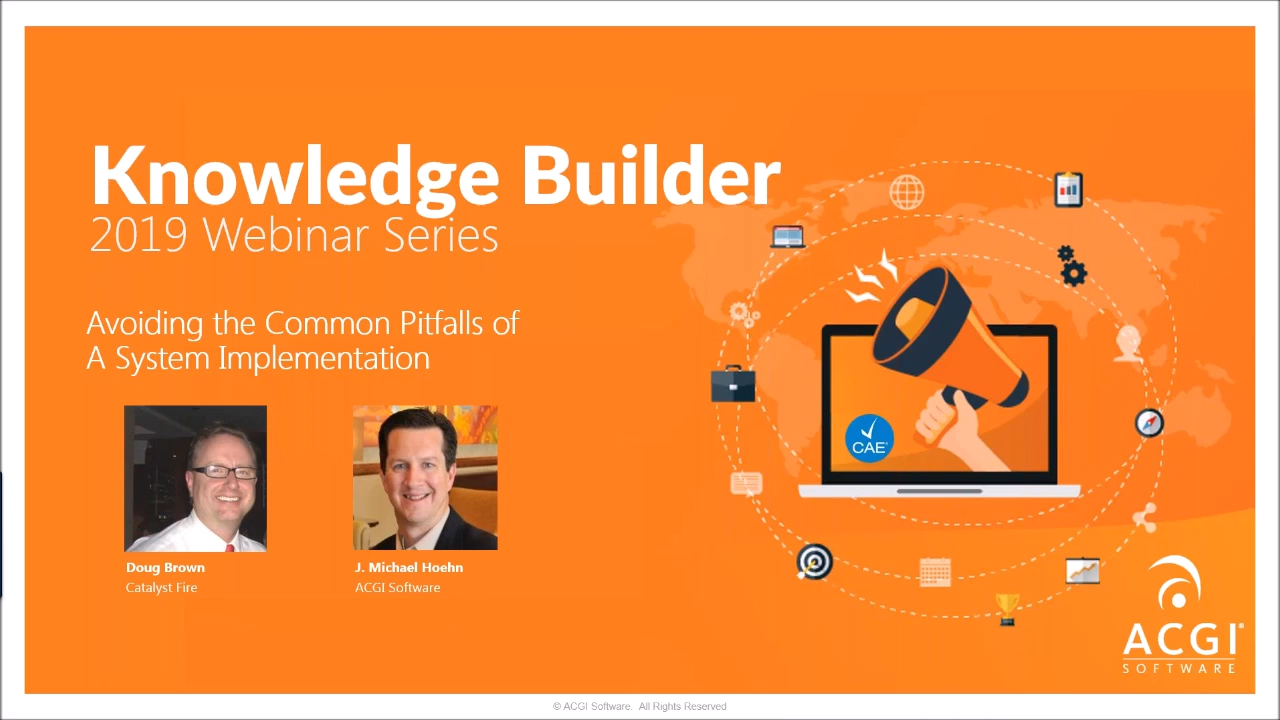 Knowledge Builder
2019 Webinar Series
Avoiding the Common Pitfalls of
A System Implementation
Doug Brown
Catalyst Fire
J. Michael Hoehn
ACGI Software
CAE®
ACGI®
SOFTWARE
© ACGI Software. All Rights Reserved